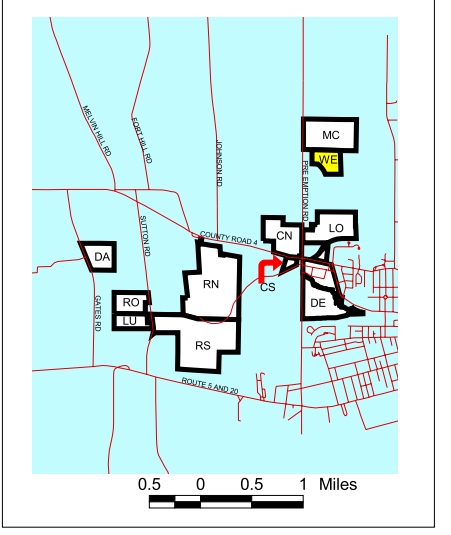 MC
WE
MELVIN HILL RD
FORT HILL RD
JOHNSON RD
PRE EMPTION RD
SUTTON RD
COUNTY ROAD 4
CN
LO
DA
RN
CS
RO
LU
DE
GATES RD
RS
ROUTE 5 AND 20
0.5 0 0.5 1 Miles